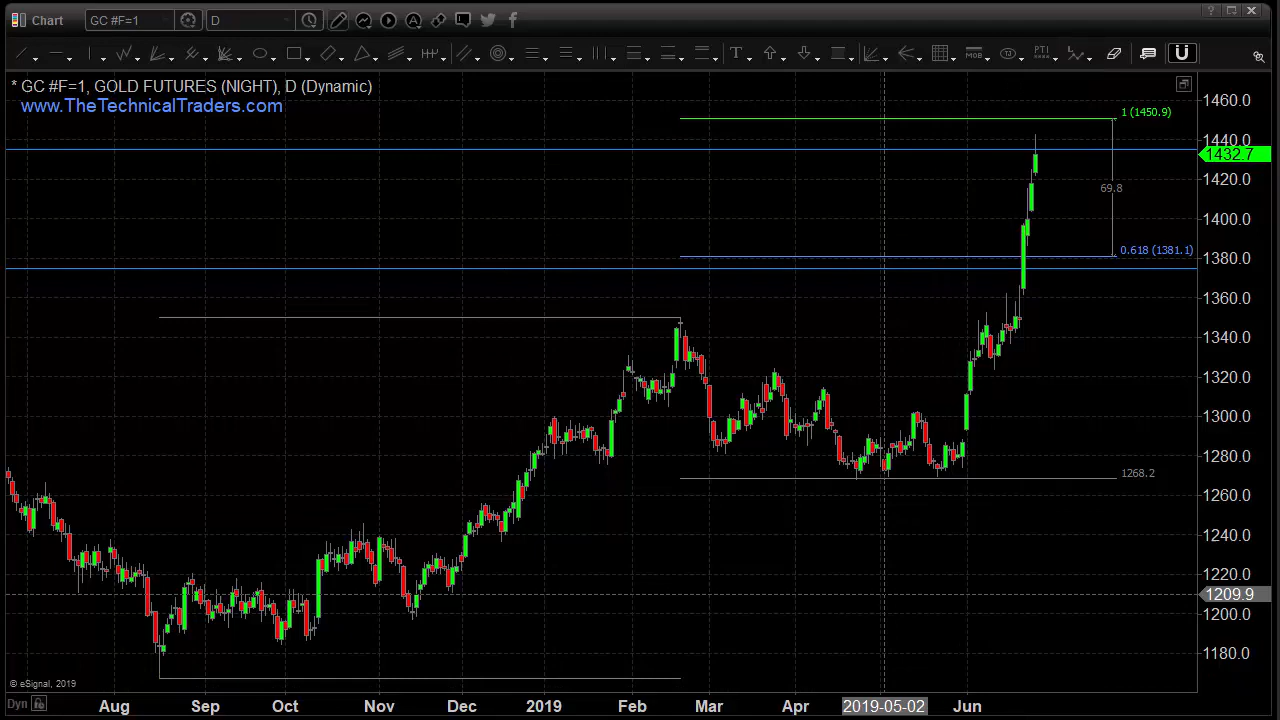 Chart
GC #F=1
D
A
T
MOB
PTI
* GC #F=1, GOLD FUTURES (NIGHT), D (Dynamic)
www.TheTechnicalTraders.com
1 (1450.9)
69.8
0.618 (1381.1)
1268.2
1460.0
1440.0
1432.7
1420.0
1400.0
1380.0
1360.0
1340.0
1320.0
1300.0
1280.0
1260.0
1240.0
1220.0
1209.9
1200.0
1180.0
© eSignal, 2019
Dyn
Aug
Sep
Oct
Nov
Dec
2019
Feb
Mar
Apr
2019-05-02
Jun